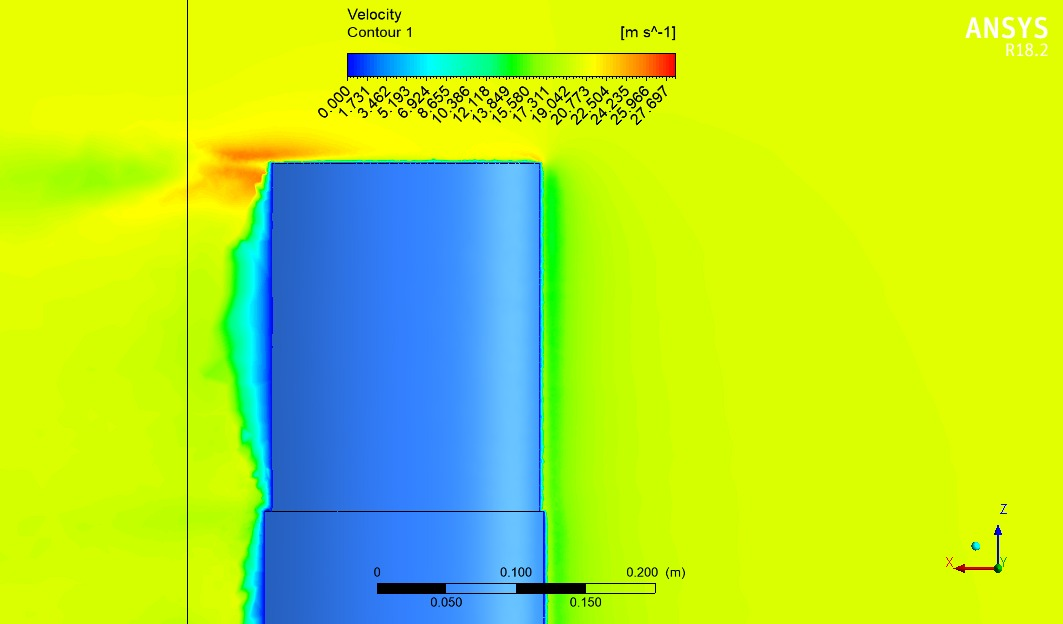 Velocity
Contour 1
[m s^-1]
ANSYS
R18.2
0.000
1.731
3.462
5.193
6.924
8.655
10.386
12.118
13.849
15.580
17.311
19.042
20.773
22.504
24.235
25.966
27.697
Z
X
Y
0 0.100 0.200 (m)
0.050 0.150